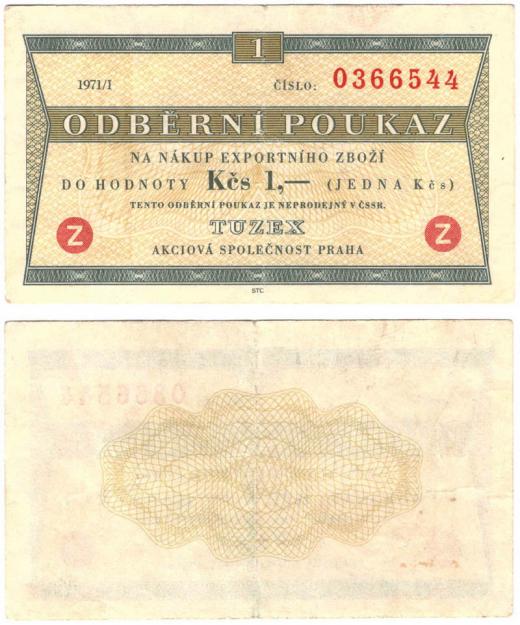 1
1971/I ČÍSLO: 0366544
ODBĚRNÍ POUKAZ
NA NÁKUP EXPORTNÍHO ZBOŽÍ
DO HODNOTY Kčs 1,— (JEDNA Kčs)
TENTO ODBĚRNÍ POUKAZ JE NEPRODEJNÝ V ČSSR.
Z TUZEX Z
AKCIOVÁ SPOLEČNOST PRAHA
STC